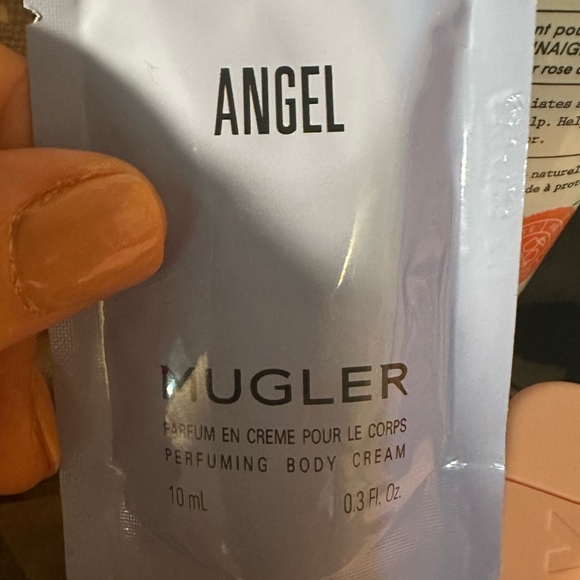 ANGEL
MUGLER
PARFUM EN CREME POUR LE CORPS
PERFUMING BODY CREAM
10 mL
0.3 Fl. Oz.